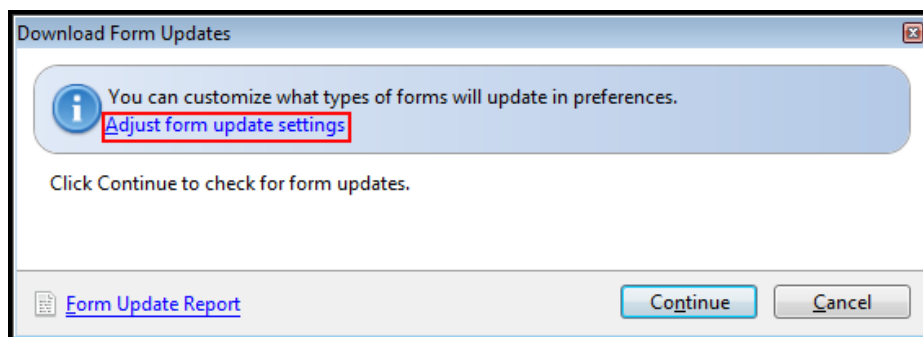 Download Form Updates
You can customize what types of forms will update in preferences.
Adjust form update settings
Click Continue to check for form updates.
Form Update Report
Continue
Cancel